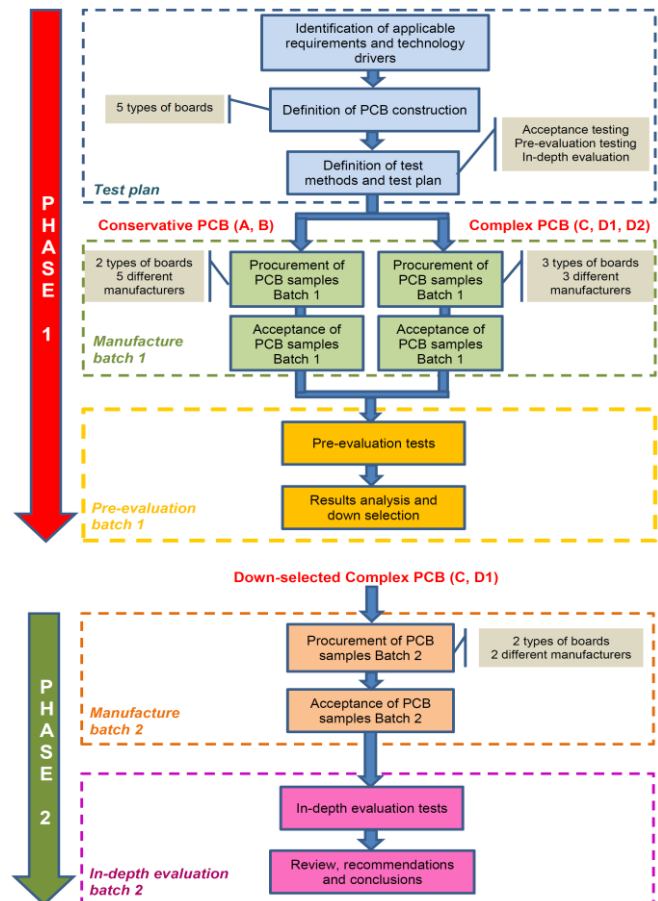 Identification of applicable
requirements and technology
drivers
5 types of boards
Definition of PCB construction
Acceptance testing
Pre-evaluation testing
In-depth evaluation
Definition of test
methods and test plan
Test plan
PHASE 1
Conservative PCB (A, B)
Complex PCB (C, D1, D2)
2 types of boards
5 different
manufacturers
Procurement of
PCB samples
Batch 1
Procurement of
PCB samples
Batch 1
3 types of boards
3 different
manufacturers
Acceptance of
PCB samples
Batch 1
Acceptance of
PCB samples
Batch 1
Manufacture
batch 1
Pre-evaluation tests
Results analysis and
down selection
Pre-evaluation
batch 1
Down-selected Complex PCB (C, D1)
PHASE 2
Procurement of PCB
samples Batch 2
2 types of boards
2 different manufacturers
Acceptance of PCB
samples Batch 2
Manufacture
batch 2
In-depth evaluation tests
Review, recommendations
and conclusions
In-depth evaluation
batch 2